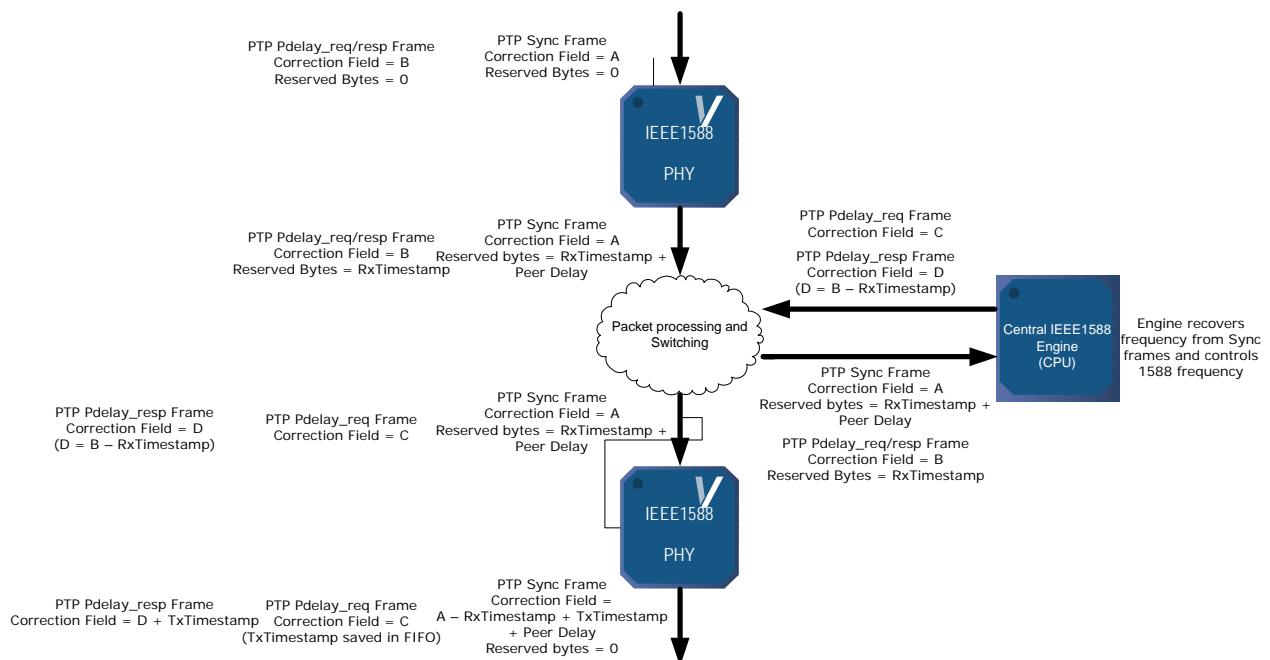 PTP Pdelay_req/resp Frame
Correction Field = B
Reserved Bytes = 0
PTP Sync Frame
Correction Field = A
Reserved Bytes = 0
IEEE1588
PHY
PTP Pdelay_req/resp Frame
Correction Field = B
Reserved Bytes = RxTimestamp
PTP Sync Frame
Correction Field = A
Reserved bytes = RxTimestamp +
Peer Delay
PTP Pdelay_req Frame
Correction Field = C
PTP Pdelay_resp Frame
Correction Field = D
(D = B – RxTimestamp)
Packet processing and
Switching
Central IEEE1588
Engine
(CPU)
Engine recovers
frequency from Sync
frames and controls
1588 frequency
PTP Sync Frame
Correction Field = A
Reserved bytes = RxTimestamp +
Peer Delay
PTP Pdelay_req/resp Frame
Correction Field = B
Reserved Bytes = RxTimestamp
PTP Pdelay_resp Frame
Correction Field = D
(D = B – RxTimestamp)
PTP Pdelay_req Frame
Correction Field = C
PTP Sync Frame
Correction Field = A
Reserved bytes = RxTimestamp +
Peer Delay
IEEE1588
PHY
PTP Pdelay_resp Frame
Correction Field = D + TxTimestamp
PTP Pdelay_req Frame
Correction Field = C
(TxTimestamp saved in FIFO)
PTP Sync Frame
Correction Field =
A – RxTimestamp + TxTimestamp
+ Peer Delay
Reserved bytes = 0